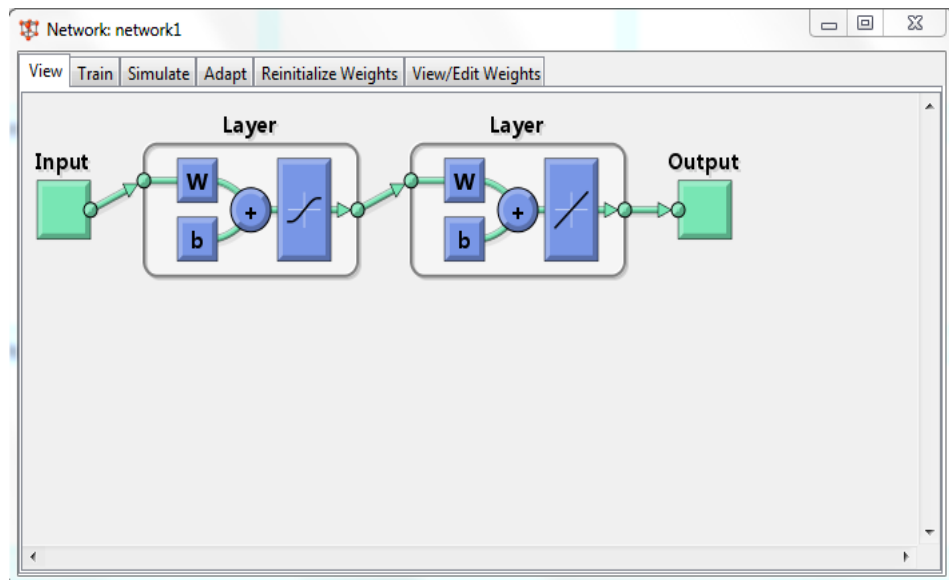 Network: network1
View Train Simulate Adapt Reinitialize Weights View/Edit Weights
Layer Layer
Input Output
W W
+ +
b b